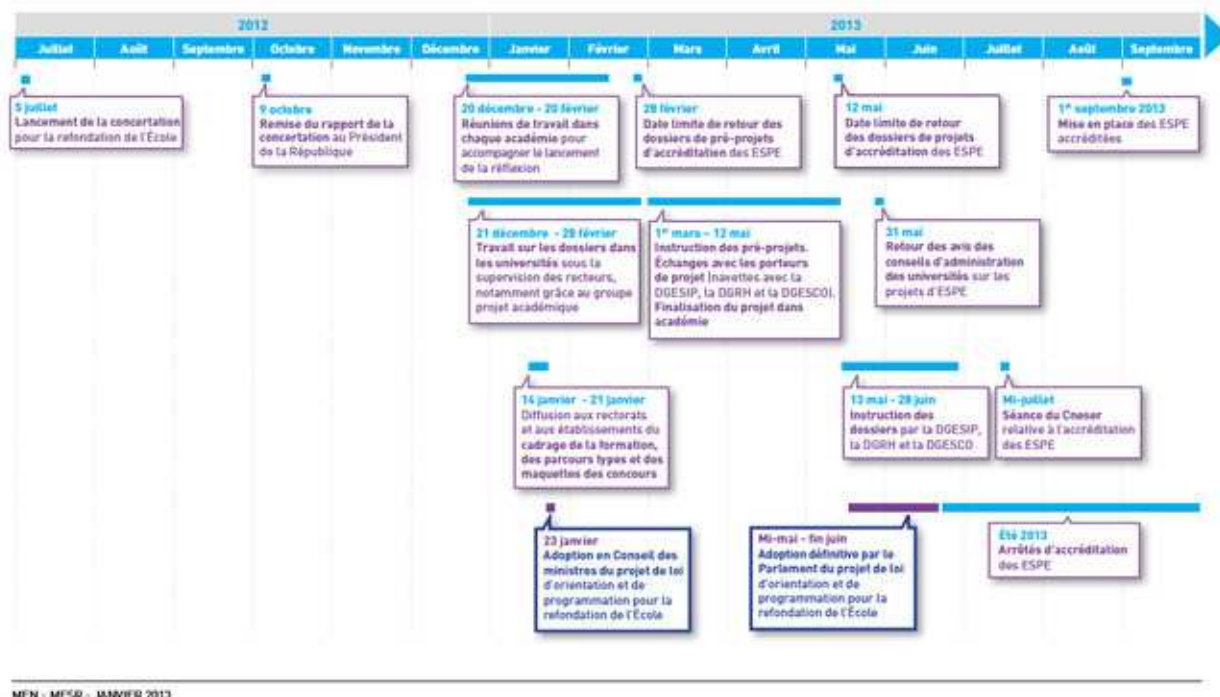 2012
2013
Juillet
Août
Septembre
Octobre
Novembre
Décembre
Janvier
Février
Mars
Avril
Mai
Juin
Juillet
Août
Septembre
5 juillet
Lancement de la concertation
pour la refondation de l'École
9 octobre
Remise du rapport de la
concertation au Président
de la République
20 décembre - 20 février
Réunions de travail dans
chaque académie pour
accompagner le lancement
de la réflexion
28 février
Date limite de retour des
dossiers de pré-projets
d'accréditation des ESPE
12 mai
Date limite de retour
des dossiers de projets
d'accréditation des ESPE
1er septembre 2013
Mise en place des ESPE
accréditées
21 décembre - 28 février
Travail sur les dossiers dans
les universités sous la
supervision des recteurs,
notamment grâce au groupe
projet académique
1er mars - 12 mai
Instruction des pré-projets.
Échanges avec les porteurs
de projet (navettes avec la
DGESIP, la DGRH et la DGESCO).
Finalisation du projet dans
académie
31 mai
Retour des avis des
conseils d'administration
des universités sur les
projets d'ESPE
14 janvier - 21 janvier
Diffusion aux rectorats
et aux établissements du
cadrage de la formation,
des parcours types et des
maquettes des concours
13 mai - 28 juin
Instruction des
dossiers par la DGESIP,
la DGRH et la DGESCO
Mi-juillet
Séance du Cneser
relative à l'accréditation
des ESPE
23 janvier
Adoption en Conseil des
ministres du projet de loi
d'orientation et de
programmation pour la
refondation de l'École
Mi-mai - fin juin
Adoption définitive par le
Parlement du projet de loi
d'orientation et de
programmation pour la
refondation de l'École
Été 2013
Arrêtés d'accréditation
des ESPE
MEN - MESR - JANVIER 2013